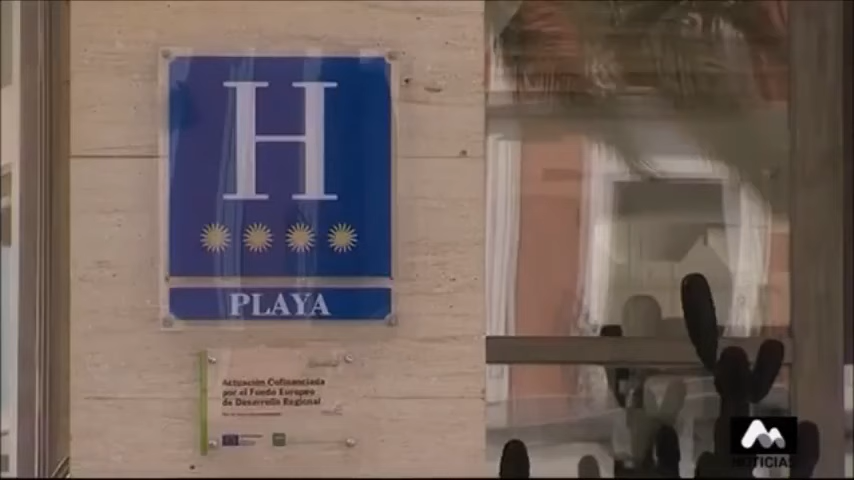 H
PLAYA
Actuación Cofinanciada
por el Fondo Europeo
de Desarrollo Regional
NOTICIAS